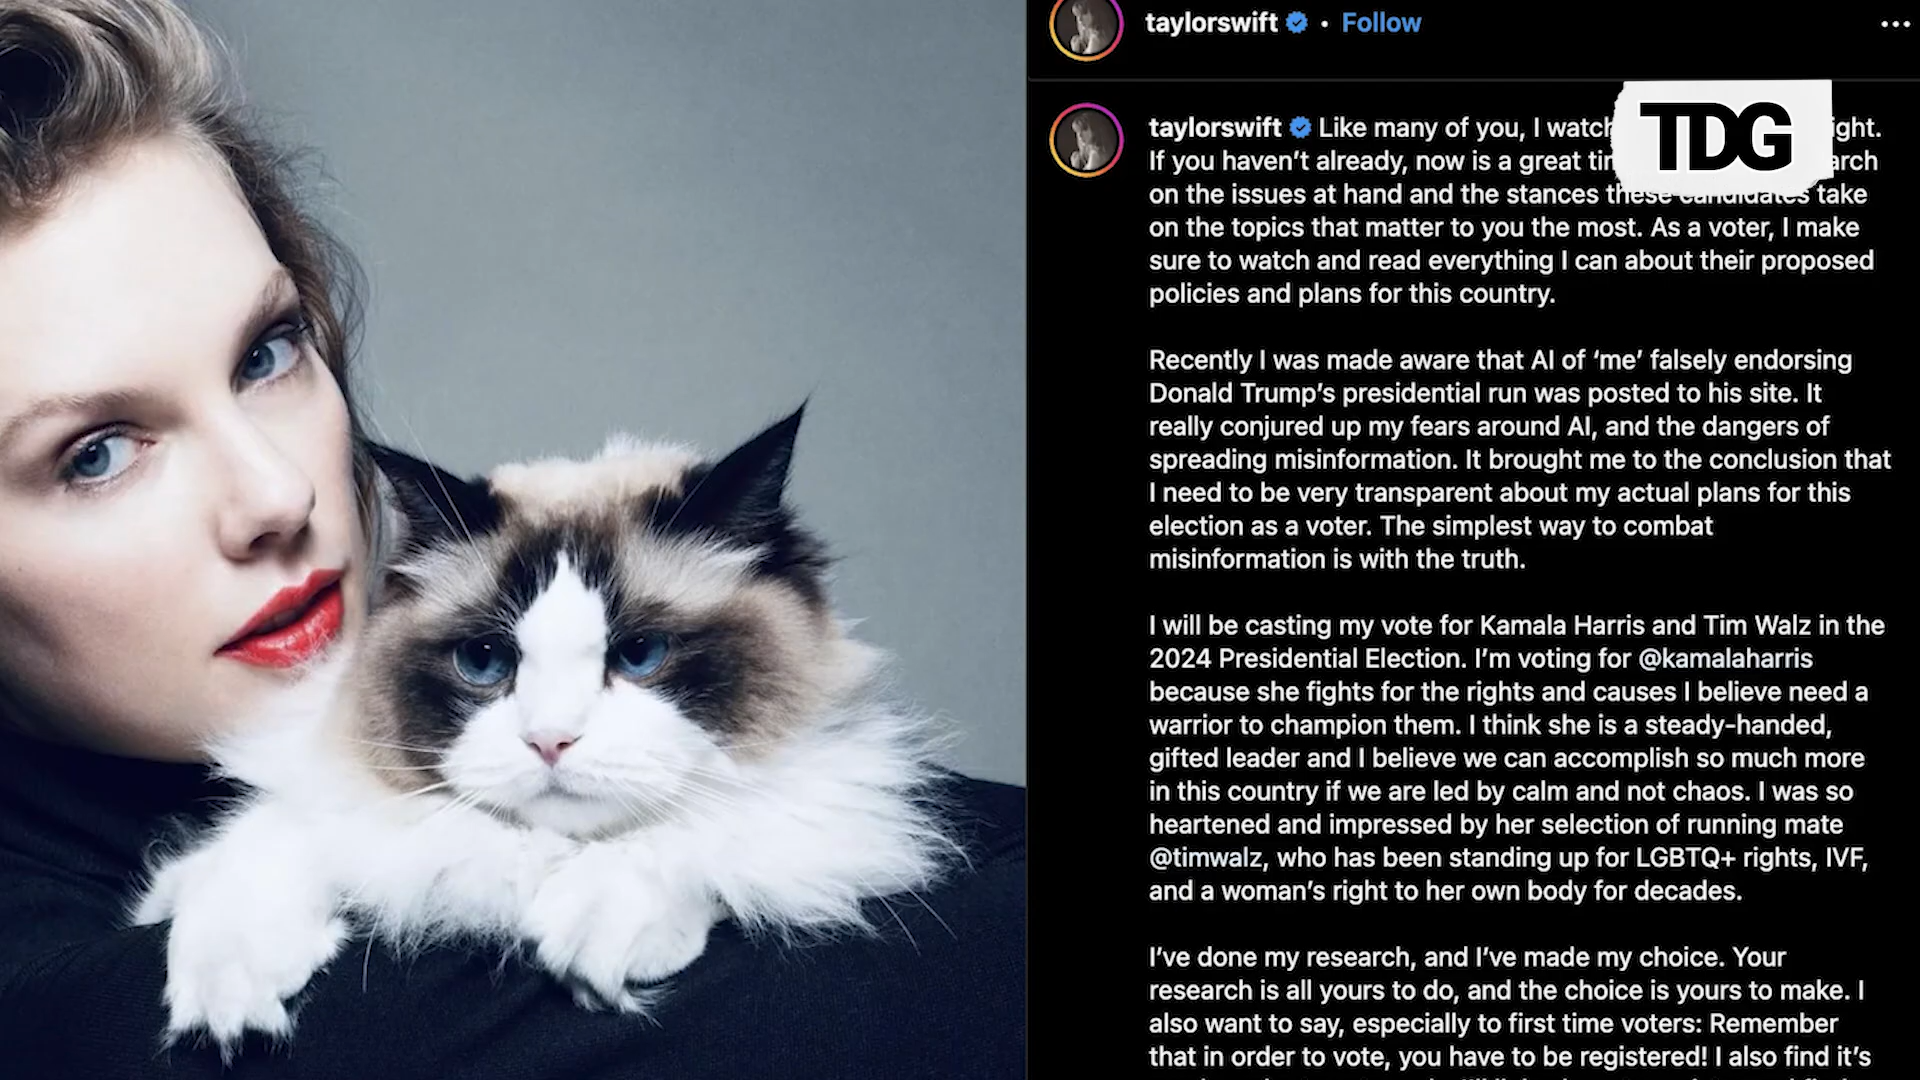 taylorswift • Follow
TDG
taylorswift Like many of you, I watch ight.
If you haven't already, now is a great arch
on the issues at hand and the stances these candidates take
on the topics that matter to you the most. As a voter, I make
sure to watch and read everything I can about their proposed
policies and plans for this country.
Recently I was made aware that AI of 'me' falsely endorsing
Donald Trump's presidential run was posted to his site. It
really conjured up my fears around AI, and the dangers of
spreading misinformation. It brought me to the conclusion that
I need to be very transparent about my actual plans for this
election as a voter. The simplest way to combat
misinformation is with the truth.
I will be casting my vote for Kamala Harris and Tim Walz in the
2024 Presidential Election. I'm voting for @kamalaharris
because she fights for the rights and causes I believe need a
warrior to champion them. I think she is a steady-handed,
gifted leader and I believe we can accomplish so much more
in this country if we are led by calm and not chaos. I was so
heartened and impressed by her selection of running mate
@timwalz, who has been standing up for LGBTQ+ rights, IVF,
and a woman's right to her own body for decades.
I've done my research, and I've made my choice. Your
research is all yours to do, and the choice is yours to make. I
also want to say, especially to first time voters: Remember
that in order to vote, you have to be registered! I also find it's